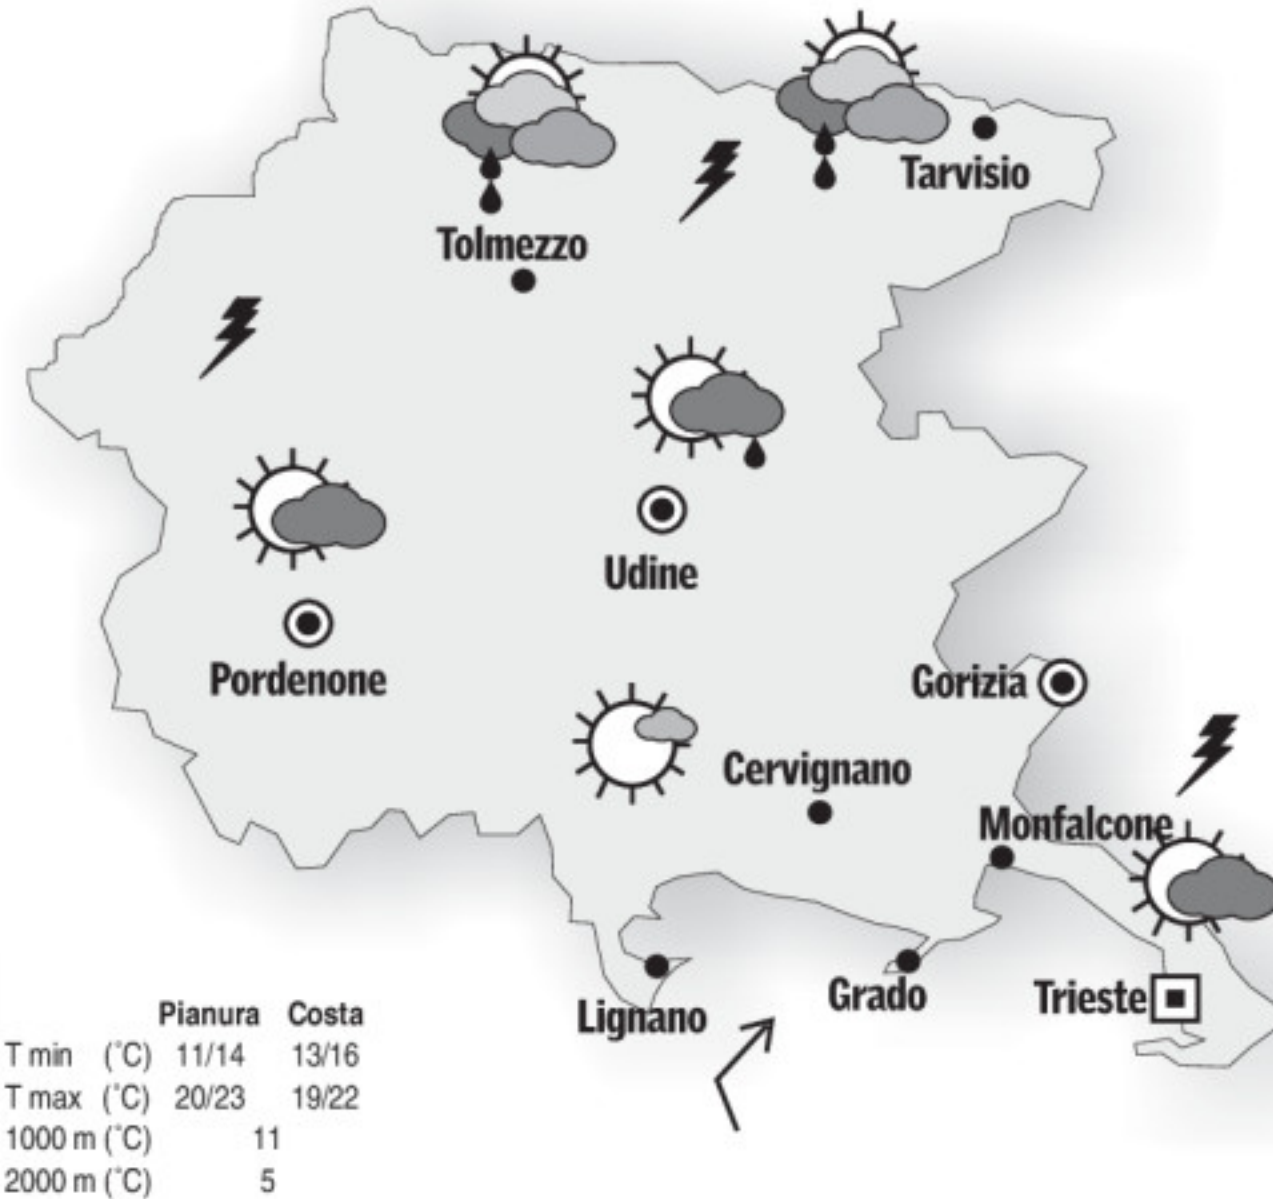 Tarvisio
Tolmezzo
Udine
Pordenone
Gorizia
Cervignano
Monfalcone
Grado
Trieste
Lignano
Pianura Costa
T min (°C) 11/14 13/16
T max (°C) 20/23 19/22
1000 m (°C) 11
2000 m (°C) 5